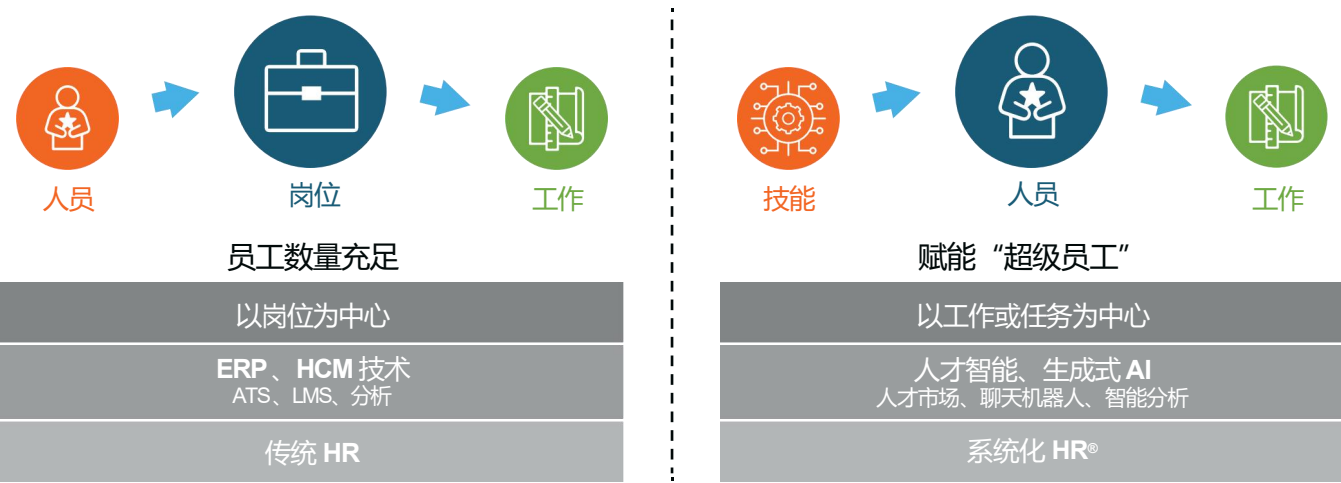 人员
岗位
工作
员工数量充足
以岗位为中心
ERP、HCM 技术
ATS、LMS、分析
传统 HR
技能
人员
工作
赋能“超级员工”
以工作或任务为中心
人才智能、生成式 AI
人才市场、聊天机器人、智能分析
系统化 HR®